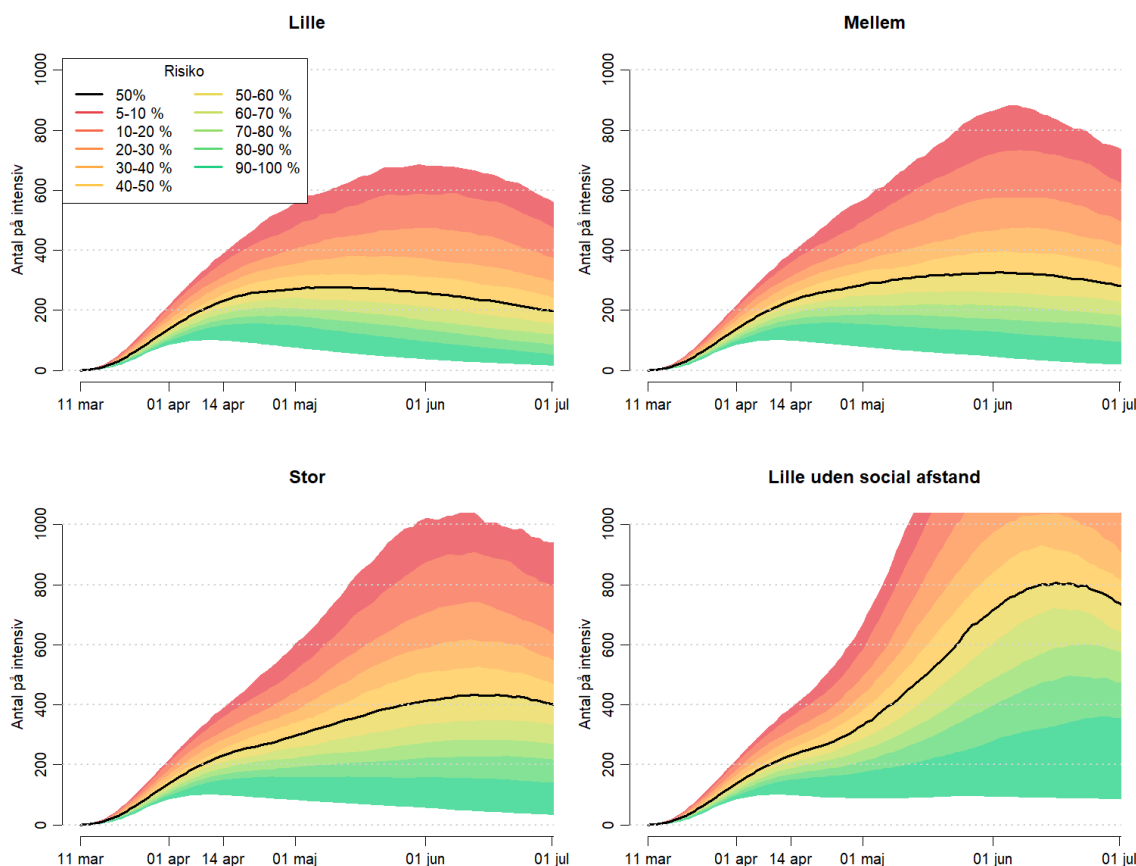 Lille
Antal på intensiv
0
200
400
600
800
1000
Risiko
50%
5-10 %
10-20 %
20-30 %
30-40 %
40-50 %
50-60 %
60-70 %
70-80 %
80-90 %
90-100 %
11 mar
01 apr
14 apr
01 maj
01 jun
01 jul
Mellem
Antal på intensiv
0
200
400
600
800
1000
11 mar
01 apr
14 apr
01 maj
01 jun
01 jul
Stor
Antal på intensiv
0
200
400
600
800
1000
11 mar
01 apr
14 apr
01 maj
01 jun
01 jul
Lille uden social afstand
Antal på intensiv
0
200
400
600
800
1000
11 mar
01 apr
14 apr
01 maj
01 jun
01 jul